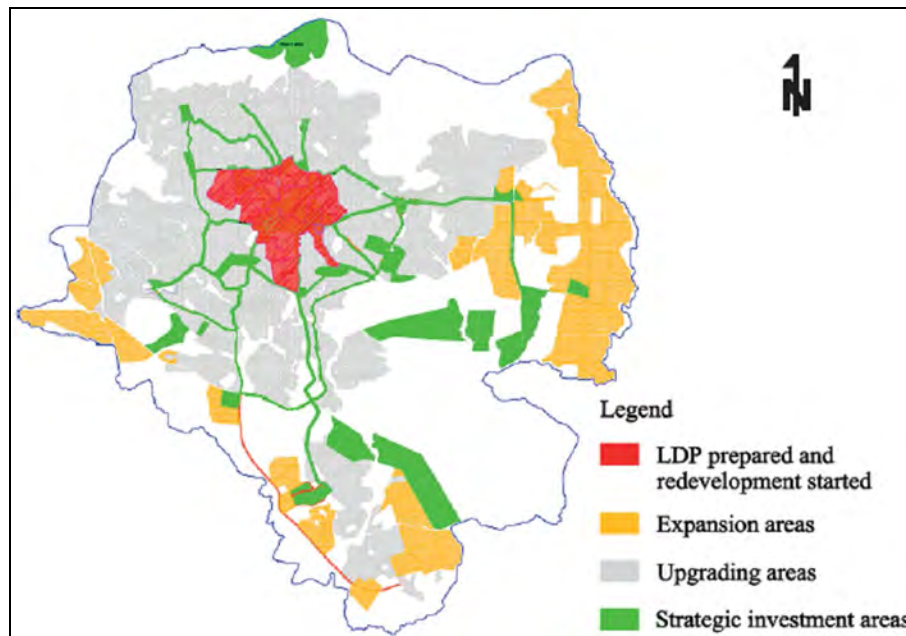 N
Legend
LDP prepared and
redevelopment started
Expansion areas
Upgrading areas
Strategic investment areas